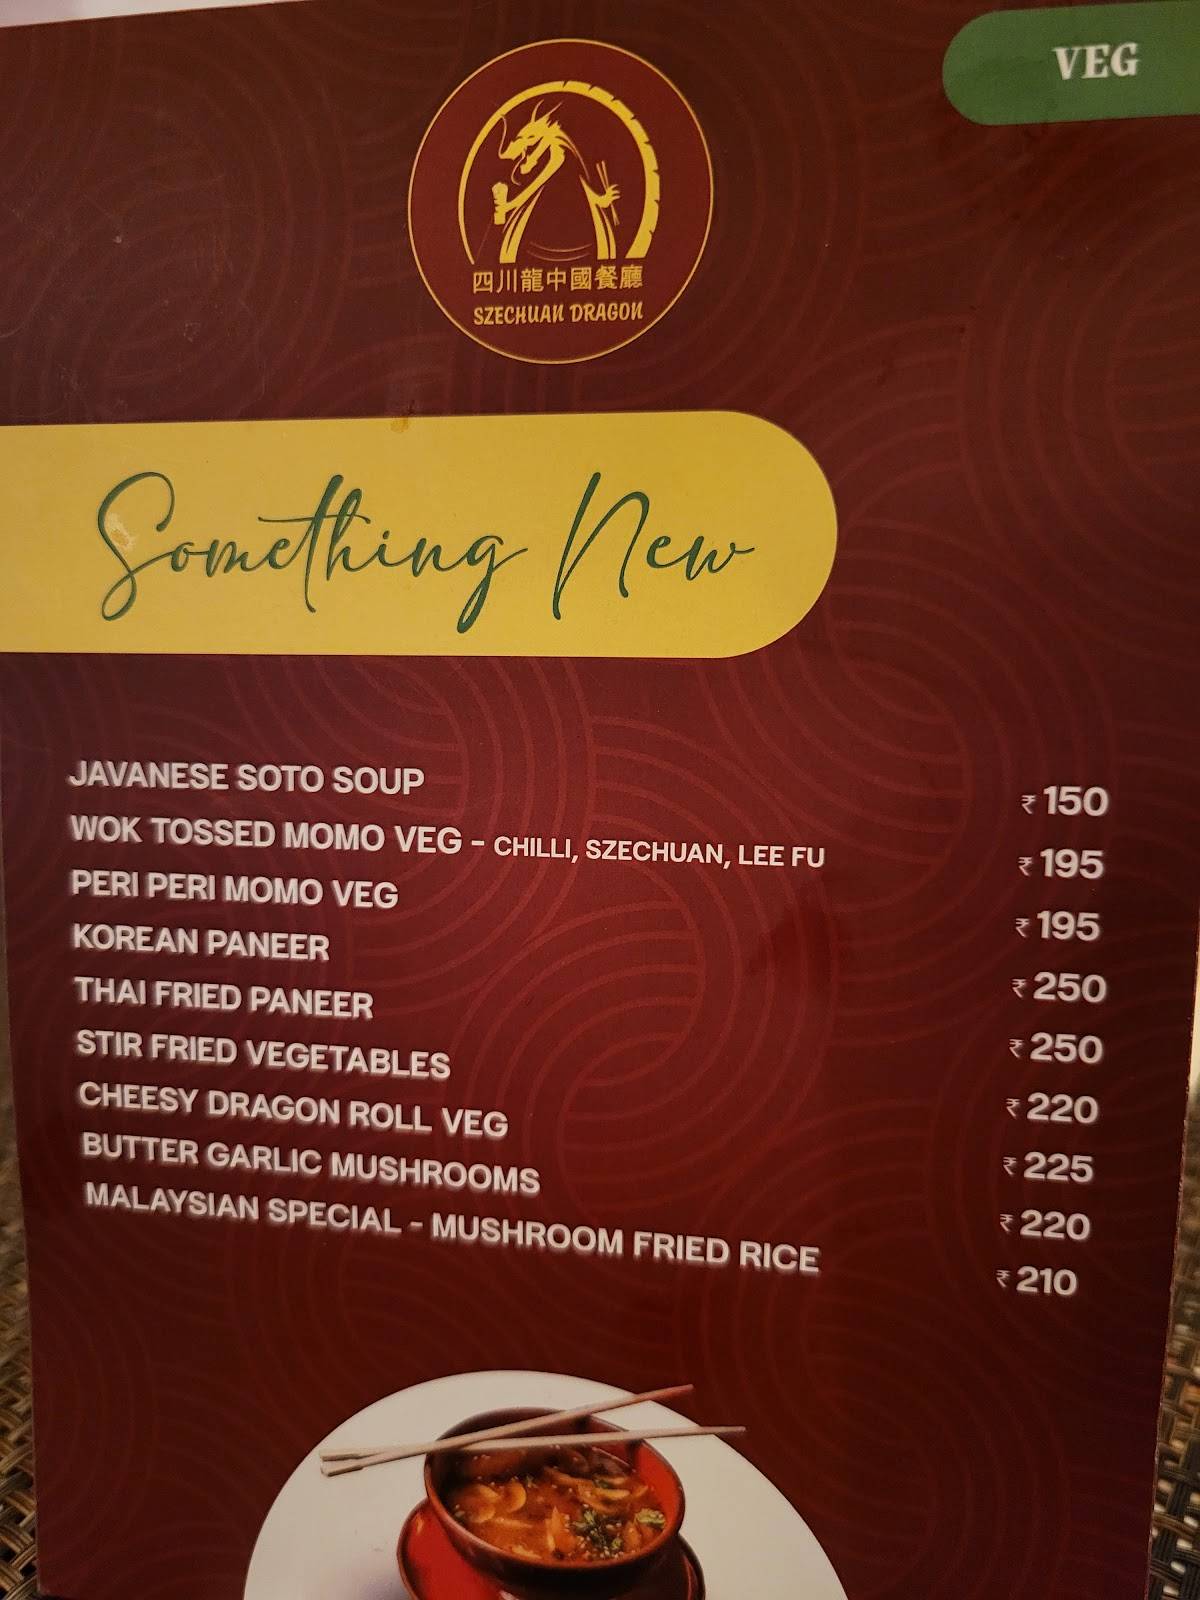 VEG
四川龍中國餐廳
SZECHUAN DRAGON
Something New
JAVANESE SOTO SOUP ₹ 150
WOK TOSSED MOMO VEG - CHILLI, SZECHUAN, LEE FU ₹ 195
PERI PERI MOMO VEG ₹ 195
KOREAN PANEER ₹ 250
THAI FRIED PANEER ₹ 250
STIR FRIED VEGETABLES ₹ 220
CHEESY DRAGON ROLL VEG ₹ 225
BUTTER GARLIC MUSHROOMS ₹ 220
MALAYSIAN SPECIAL - MUSHROOM FRIED RICE ₹ 210